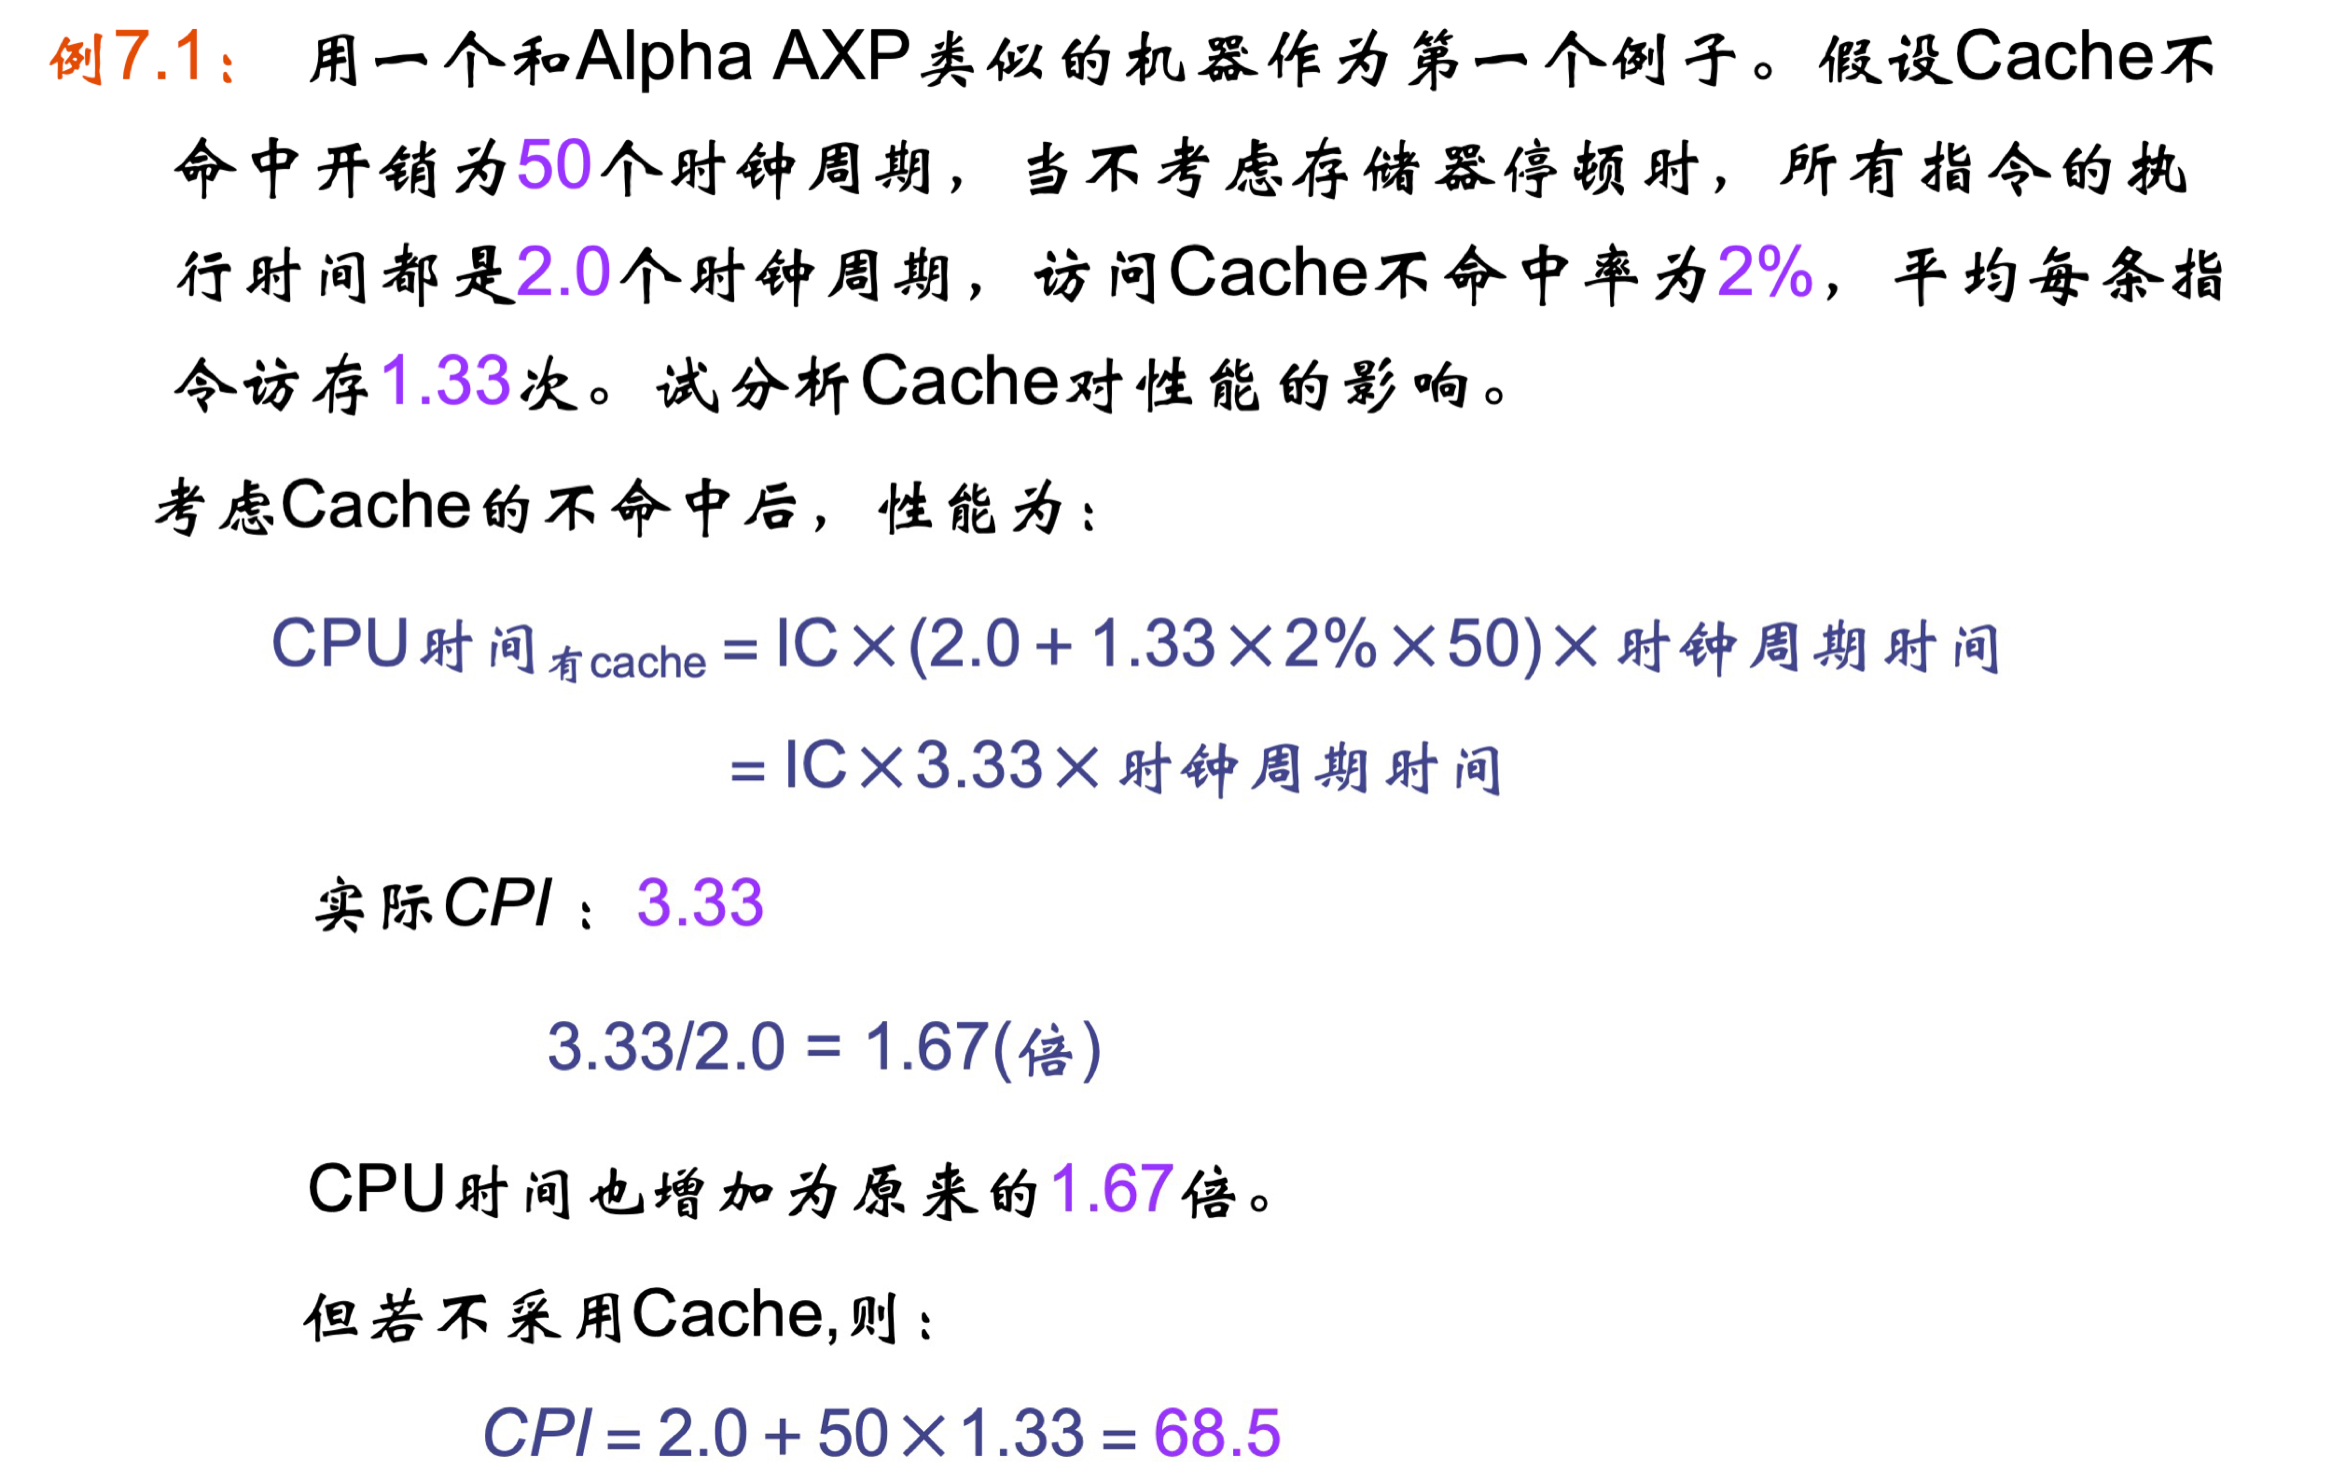 例7.1： 用一个和Alpha AXP类似的机器作为第一个例子。假设Cache不
命中开销为50个时钟周期，当不考虑存储器停顿时，所有指令的执
行时间都是2.0个时钟周期，访问Cache不命中率为2%，平均每条指
令访存1.33次。试分析Cache对性能的影响。
考虑Cache的不命中后，性能为：
CPU时间有cache = IC×(2.0+1.33×2%×50)×时钟周期时间
= IC×3.33×时钟周期时间
实际CPI：3.33
3.33/2.0 = 1.67(倍)
CPU时间也增加为原来的1.67倍。
但若不采用Cache,则：
CPI = 2.0 + 50×1.33 = 68.5